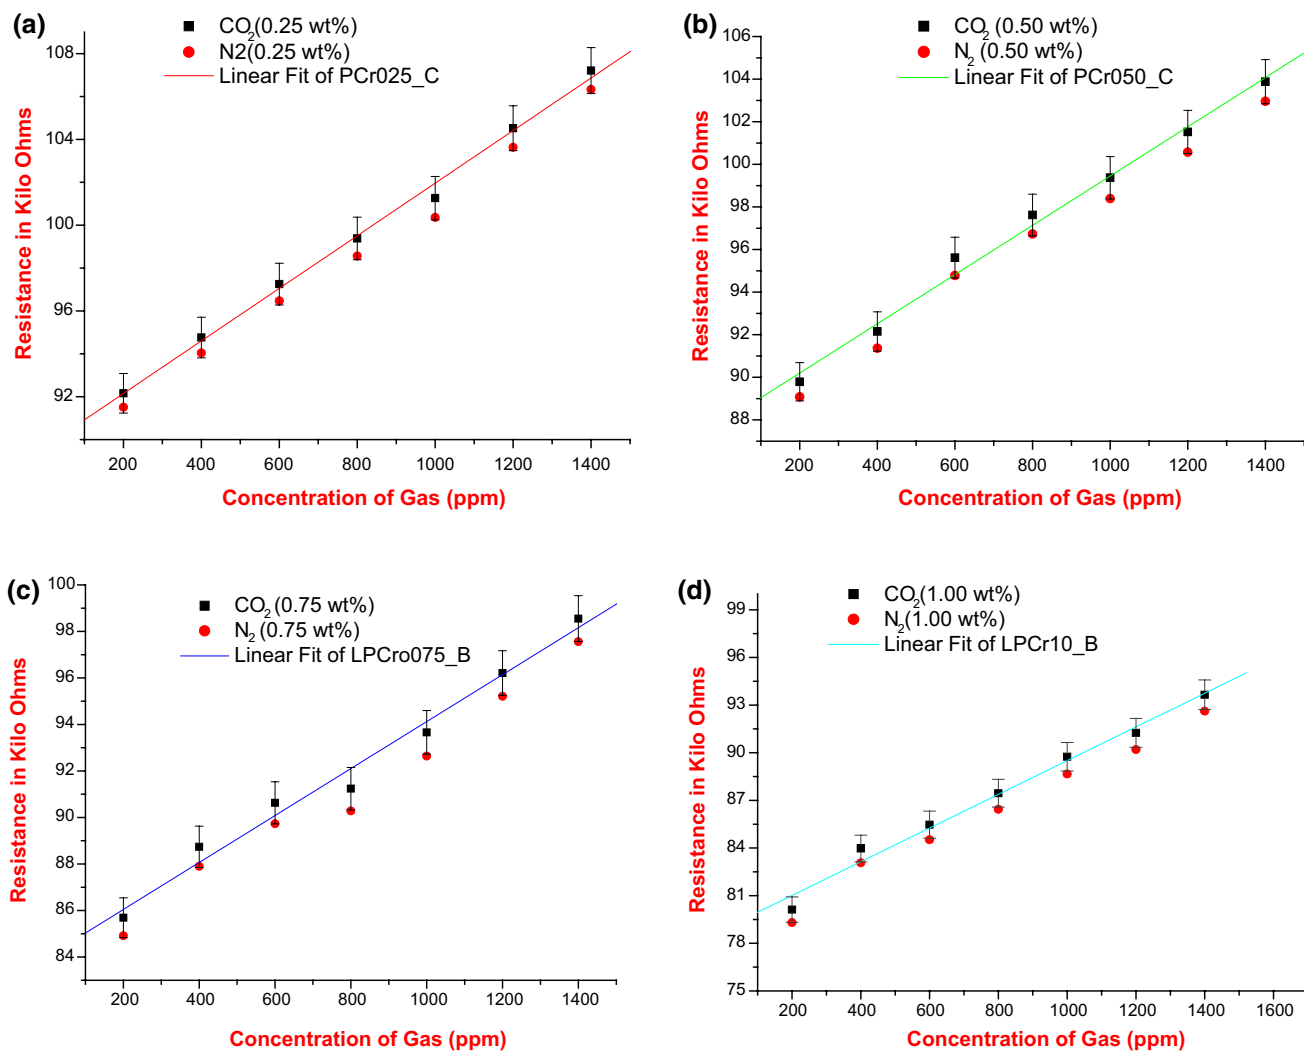 (a)
CO2(0.25 wt%)
N2(0.25 wt%)
Linear Fit of PCr025_C
108
104
100
96
92
Resistance in Kilo Ohms
200 400 600 800 1000 1200 1400
Concentration of Gas (ppm)
(b)
CO2 (0.50 wt%)
N2 (0.50 wt%)
Linear Fit of PCr050_C
106
104
102
100
98
96
94
92
90
88
Resistance in Kilo Ohms
200 400 600 800 1000 1200 1400
Concentration of Gas (ppm)
(c)
CO2 (0.75 wt%)
N2 (0.75 wt%)
Linear Fit of LPCro075_B
100
98
96
94
92
90
88
86
84
Resistance in Kilo Ohms
200 400 600 800 1000 1200 1400
Concentration of Gas (ppm)
(d)
CO2(1.00 wt%)
N2(1.00 wt%)
Linear Fit of LPCr10_B
99
96
93
90
87
84
81
78
75
Resistance in Kilo Ohms
200 400 600 800 1000 1200 1400 1600
Concentration of Gas (ppm)